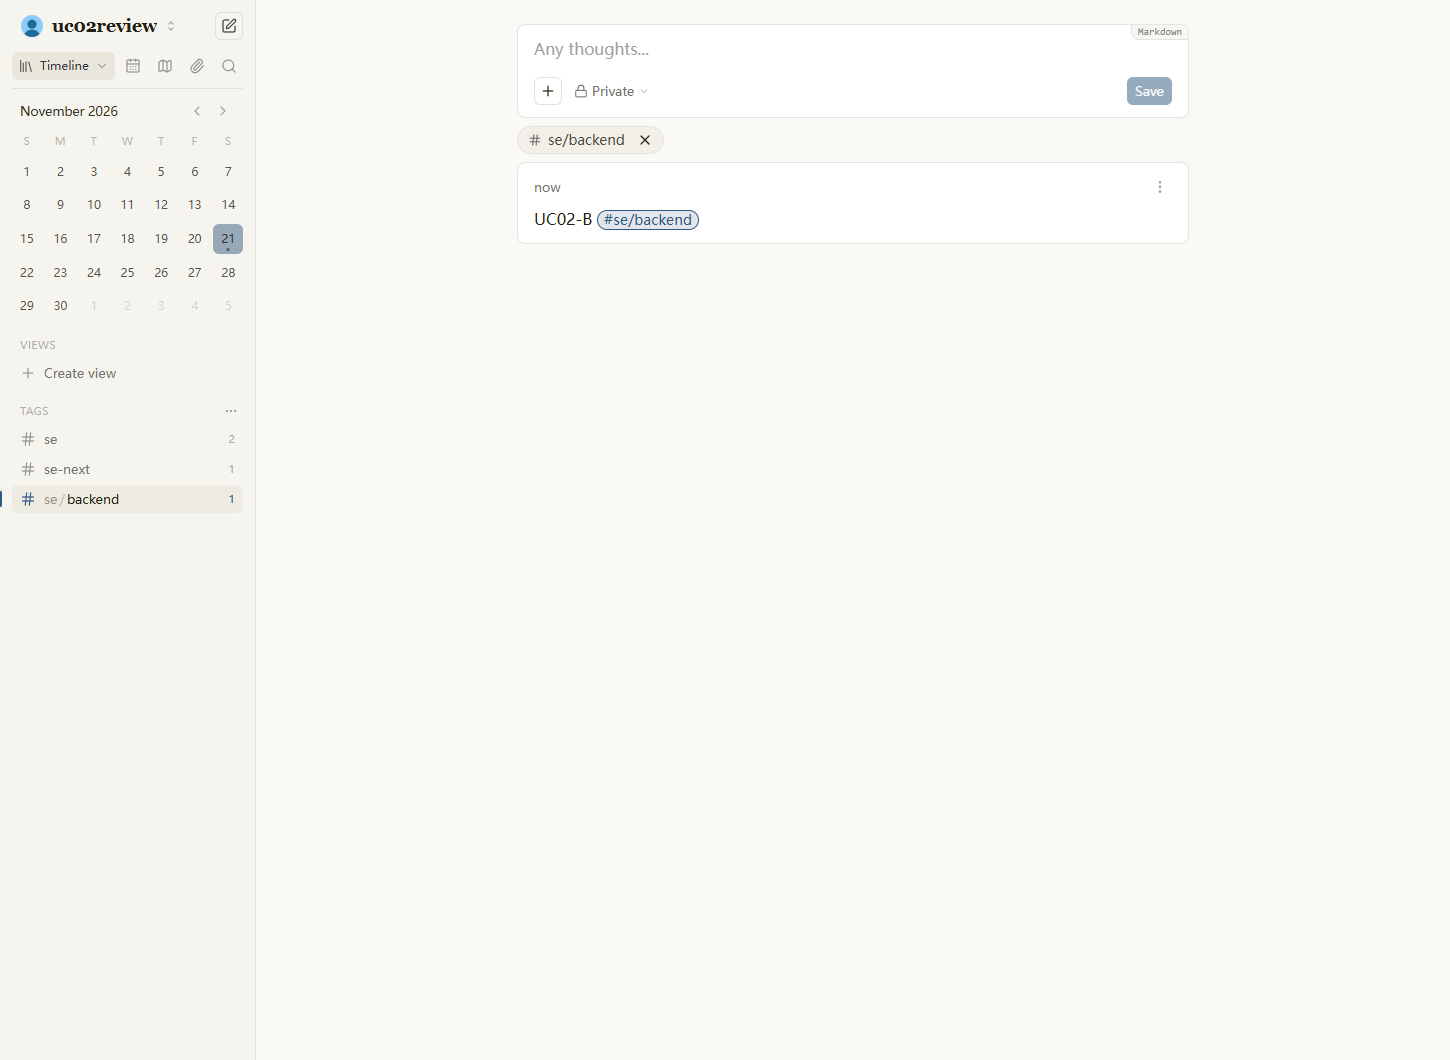 uc02review
Timeline
November 2026
S M T W T F S
1 2 3 4 5 6 7
8 9 10 11 12 13 14
15 16 17 18 19 20 21
22 23 24 25 26 27 28
29 30 1 2 3 4 5
VIEWS
Create view
TAGS
se 2
se-next 1
se/backend 1
Markdown
Any thoughts...
Private
Save
se/backend
now
UC02-B #se/backend